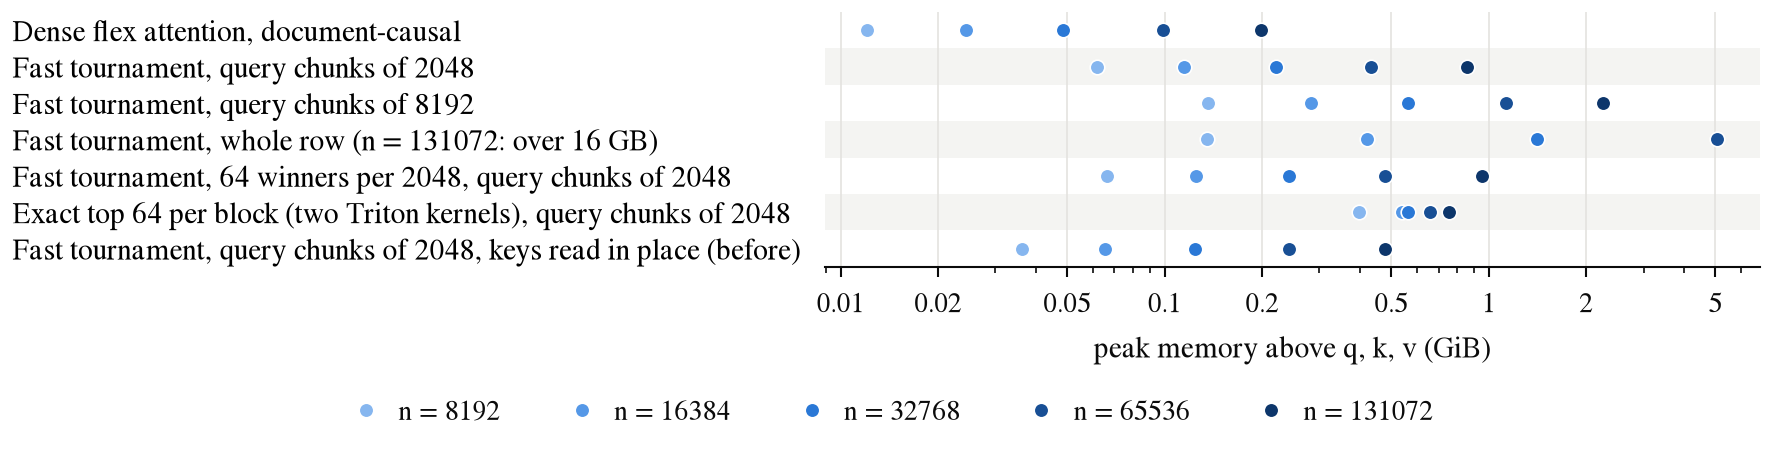 Dense flex attention, document-causal
Fast tournament, query chunks of 2048
Fast tournament, query chunks of 8192
Fast tournament, whole row (n = 131072: over 16 GB)
Fast tournament, 64 winners per 2048, query chunks of 2048
Exact top 64 per block (two Triton kernels), query chunks of 2048
Fast tournament, query chunks of 2048, keys read in place (before)
0.01 0.02 0.05 0.1 0.2 0.5 1 2 5
peak memory above q, k, v (GiB)
n = 8192 n = 16384 n = 32768 n = 65536 n = 131072